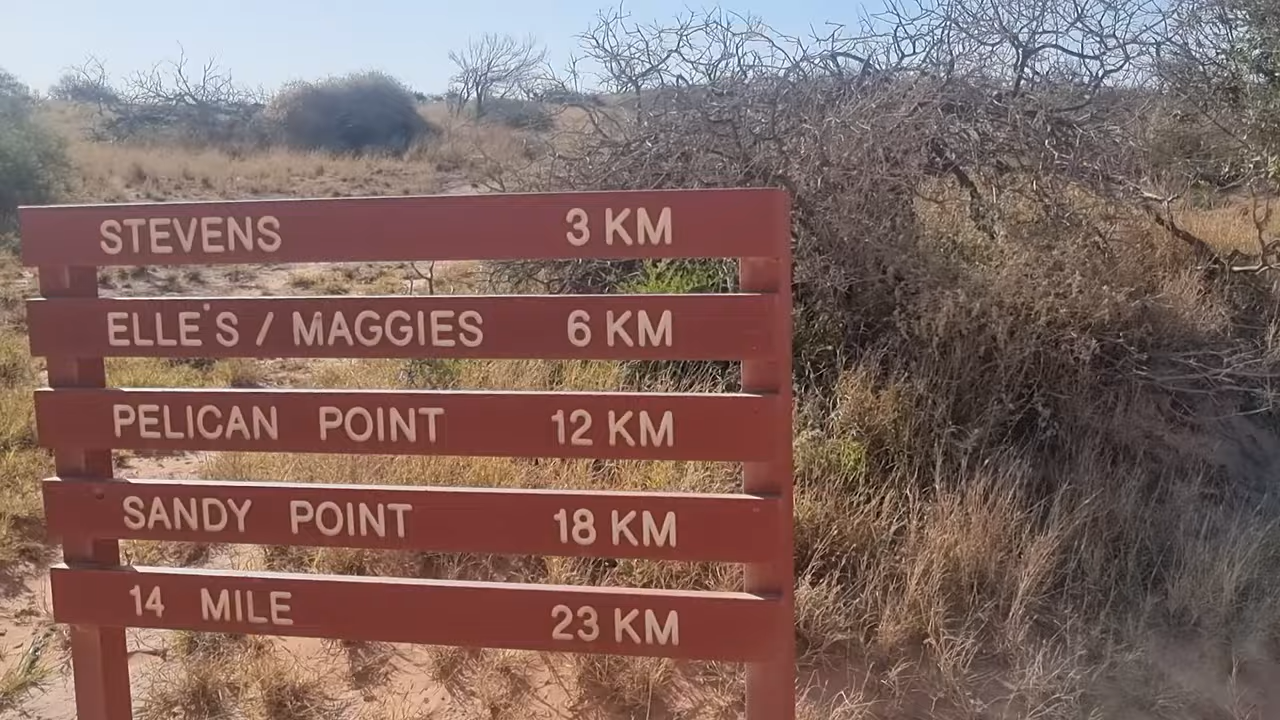 STEVENS 3 KM
ELLE'S / MAGGIES 6 KM
PELICAN POINT 12 KM
SANDY POINT 18 KM
14 MILE 23 KM